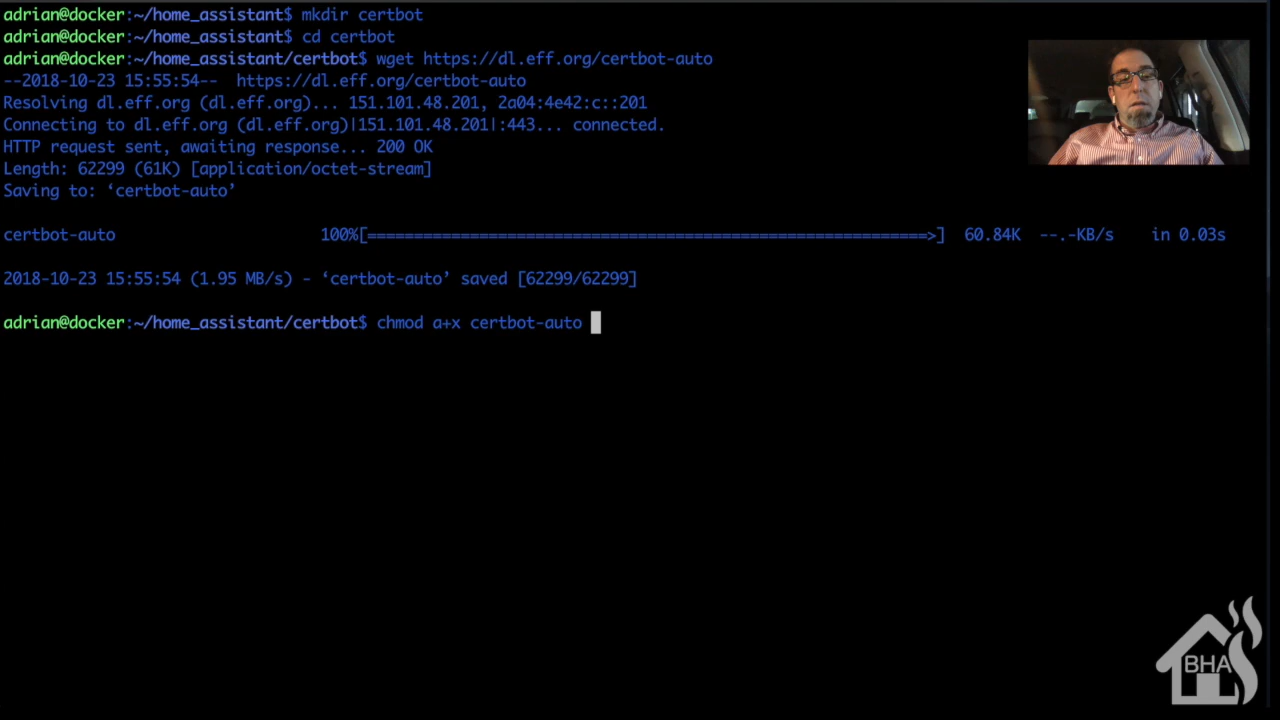 adrian@docker:~/home_assistant$ mkdir certbot
adrian@docker:~/home_assistant$ cd certbot
adrian@docker:~/home_assistant/certbot$ wget https://dl.eff.org/certbot-auto
--2018-10-23 15:55:54--  https://dl.eff.org/certbot-auto
Resolving dl.eff.org (dl.eff.org)... 151.101.48.201, 2a04:4e42:c::201
Connecting to dl.eff.org (dl.eff.org)|151.101.48.201|:443... connected.
HTTP request sent, awaiting response... 200 OK
Length: 62299 (61K) [application/octet-stream]
Saving to: ‘certbot-auto’
certbot-auto 100%[============================================================>] 60.84K --.-KB/s in 0.03s
2018-10-23 15:55:54 (1.95 MB/s) - ‘certbot-auto’ saved [62299/62299]
adrian@docker:~/home_assistant/certbot$ chmod a+x certbot-auto
BHA